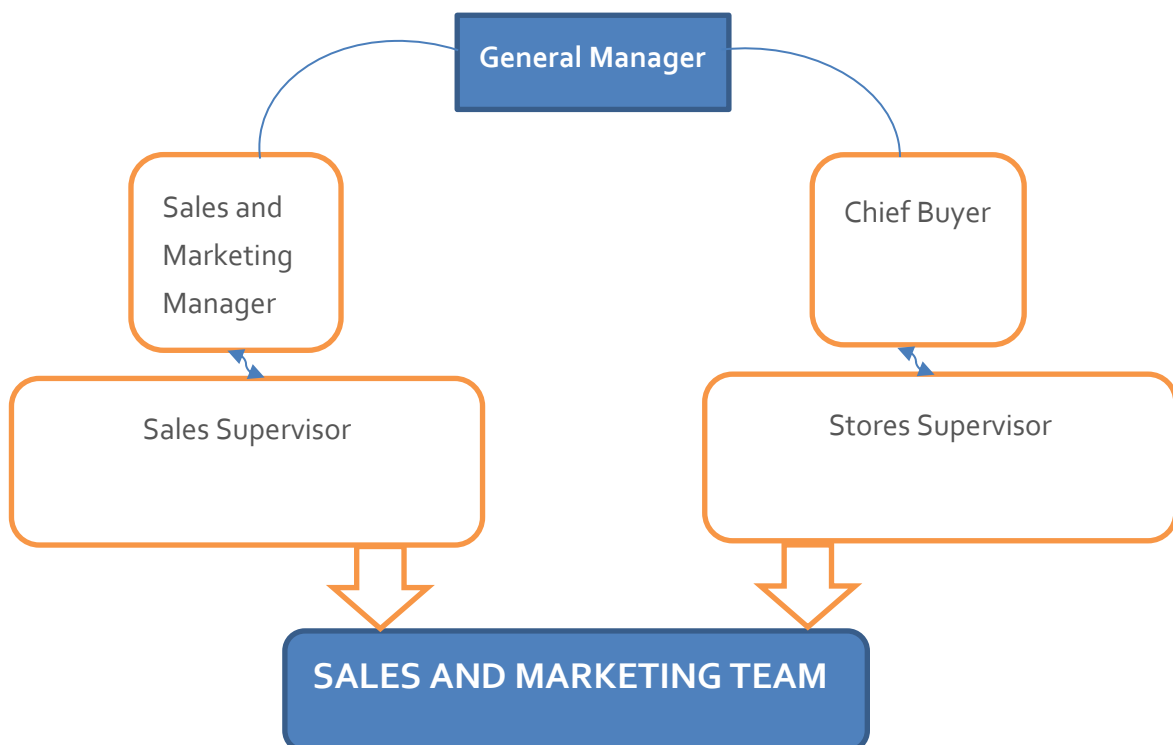 General Manager
Sales and
Marketing
Manager
Chief Buyer
Sales Supervisor
Stores Supervisor
SALES AND MARKETING TEAM